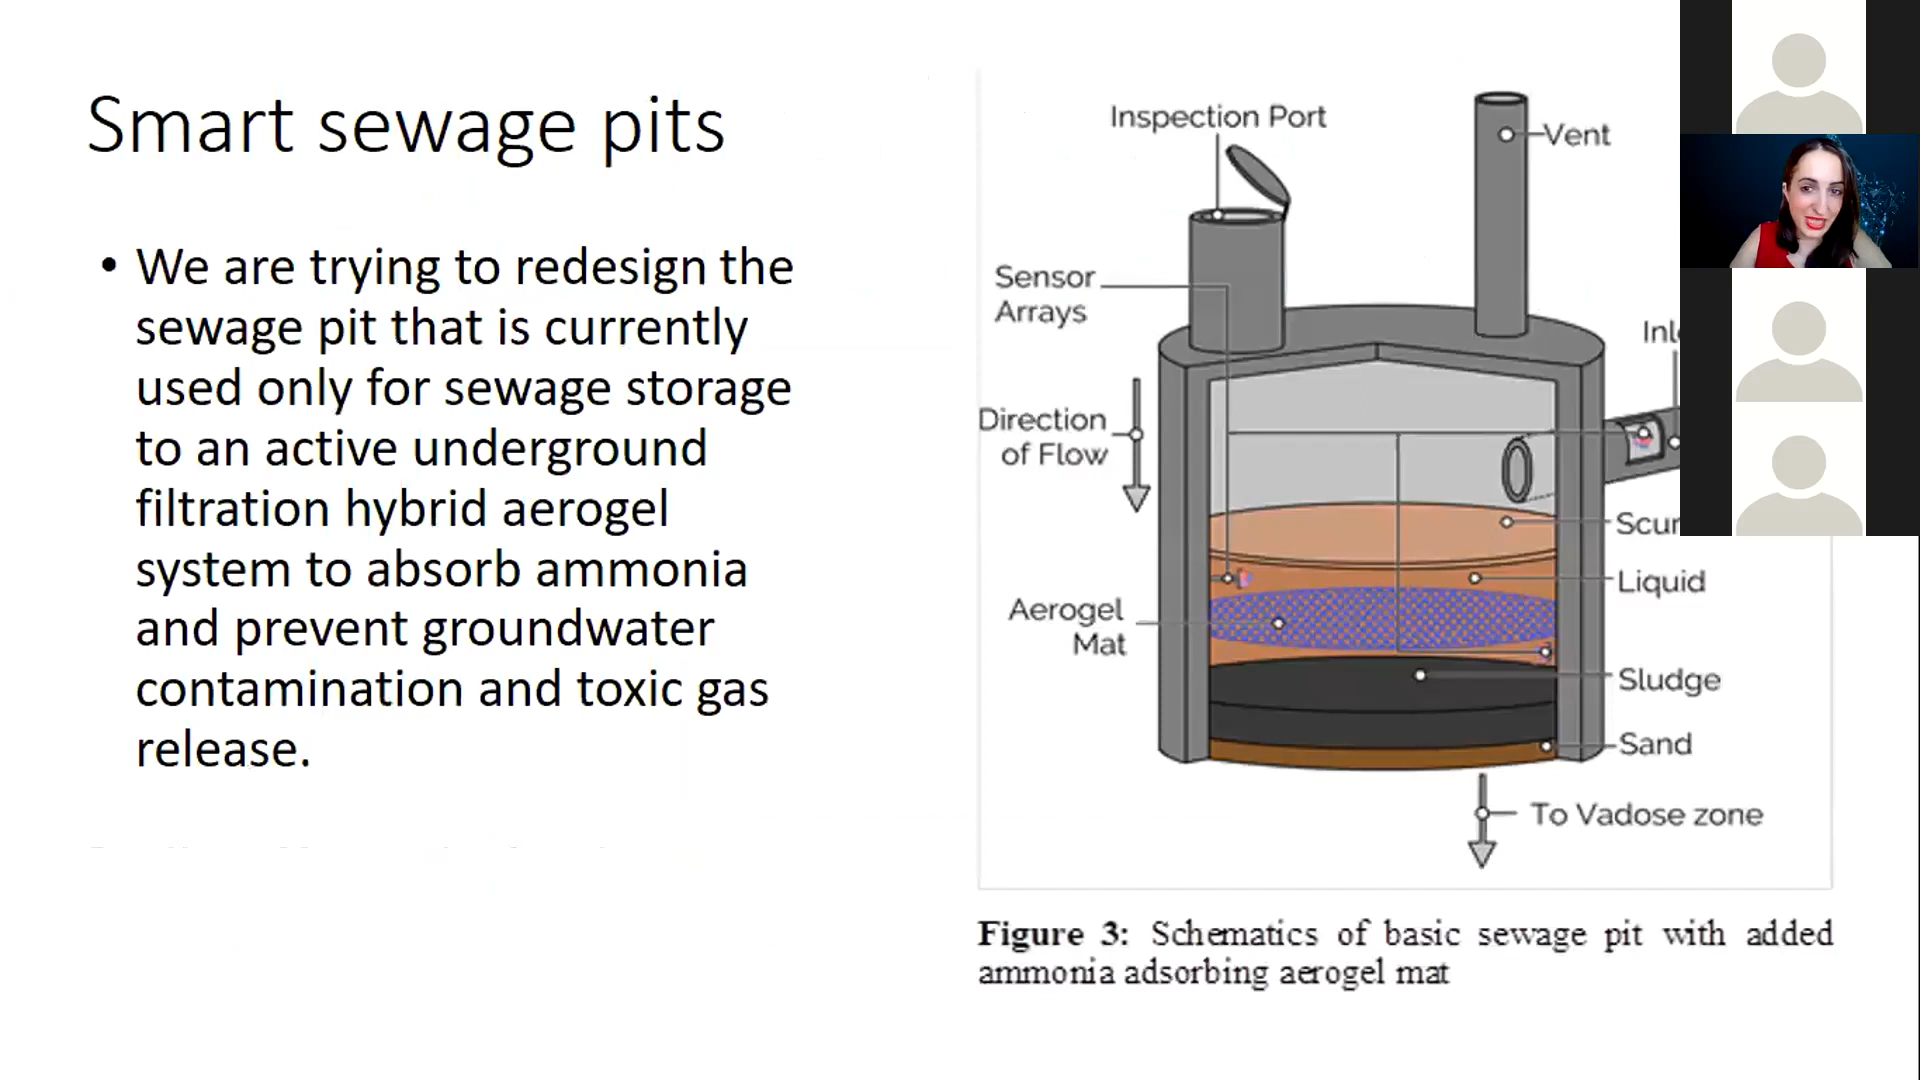 Smart sewage pits
• We are trying to redesign the
sewage pit that is currently
used only for sewage storage
to an active underground
filtration hybrid aerogel
system to absorb ammonia
and prevent groundwater
contamination and toxic gas
release.
Inspection Port
Vent
Sensor
Arrays
Direction
of Flow
Liquid
Aerogel
Mat
Sludge
Sand
To Vadose zone
Figure 3: Schematics of basic sewage pit with added
ammonia adsorbing aerogel mat